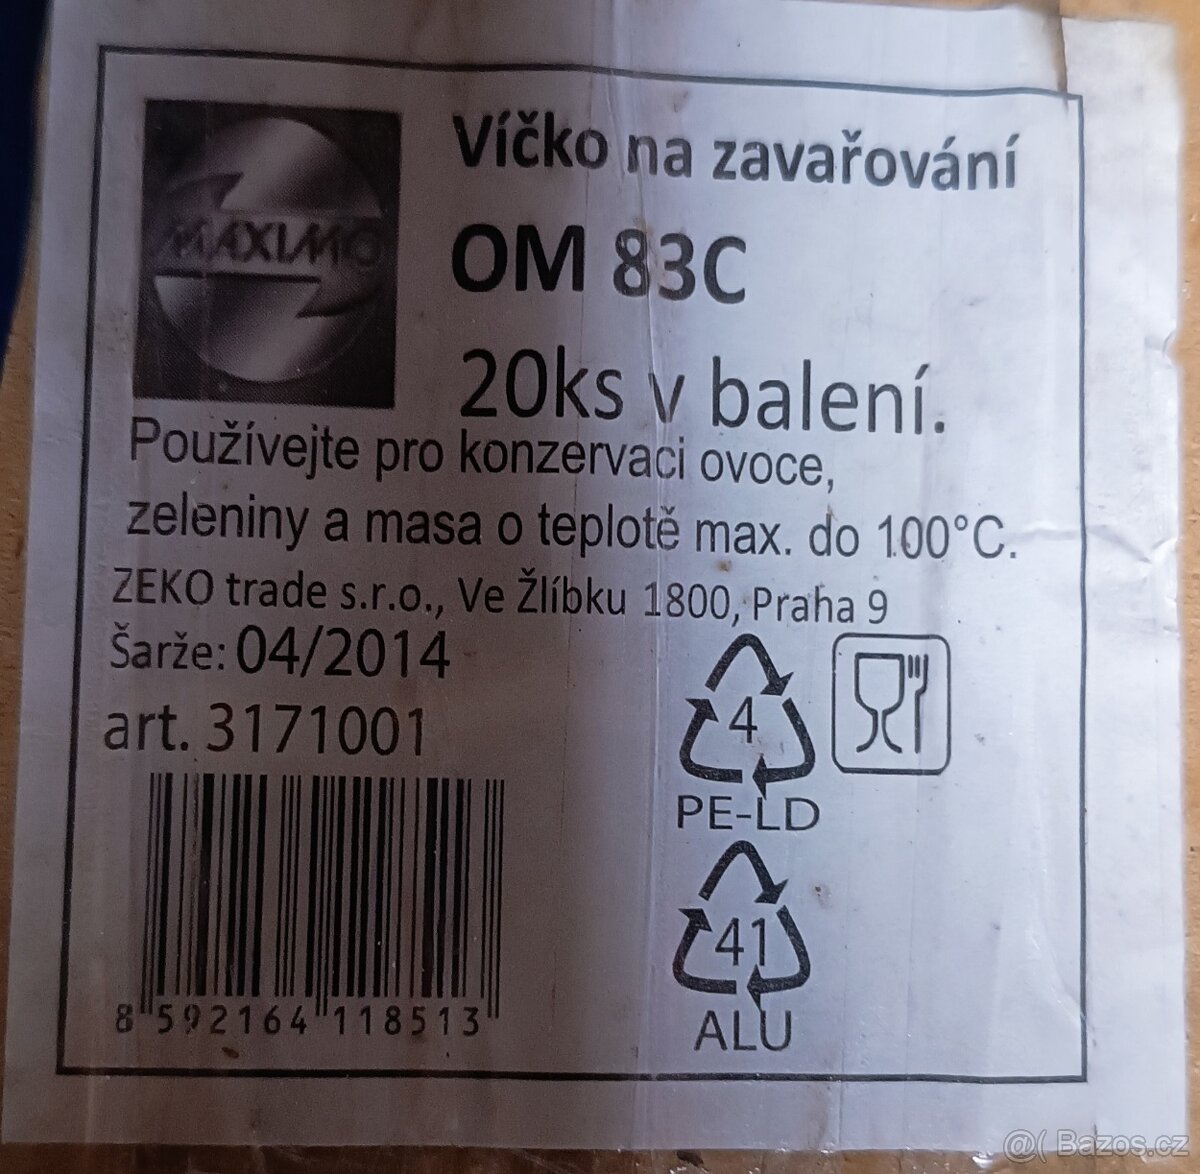 MAXIMO
Víčko na zavařování
OM 83C
20ks v balení.
Používejte pro konzervaci ovoce,
zeleniny a masa o teplotě max. do 100°C.
ZEKO trade s.r.o., Ve Žlíbku 1800, Praha 9
Šarže: 04/2014
art. 3171001
4
PE-LD
41
ALU
8 592164 118513
@( Bazos.cz